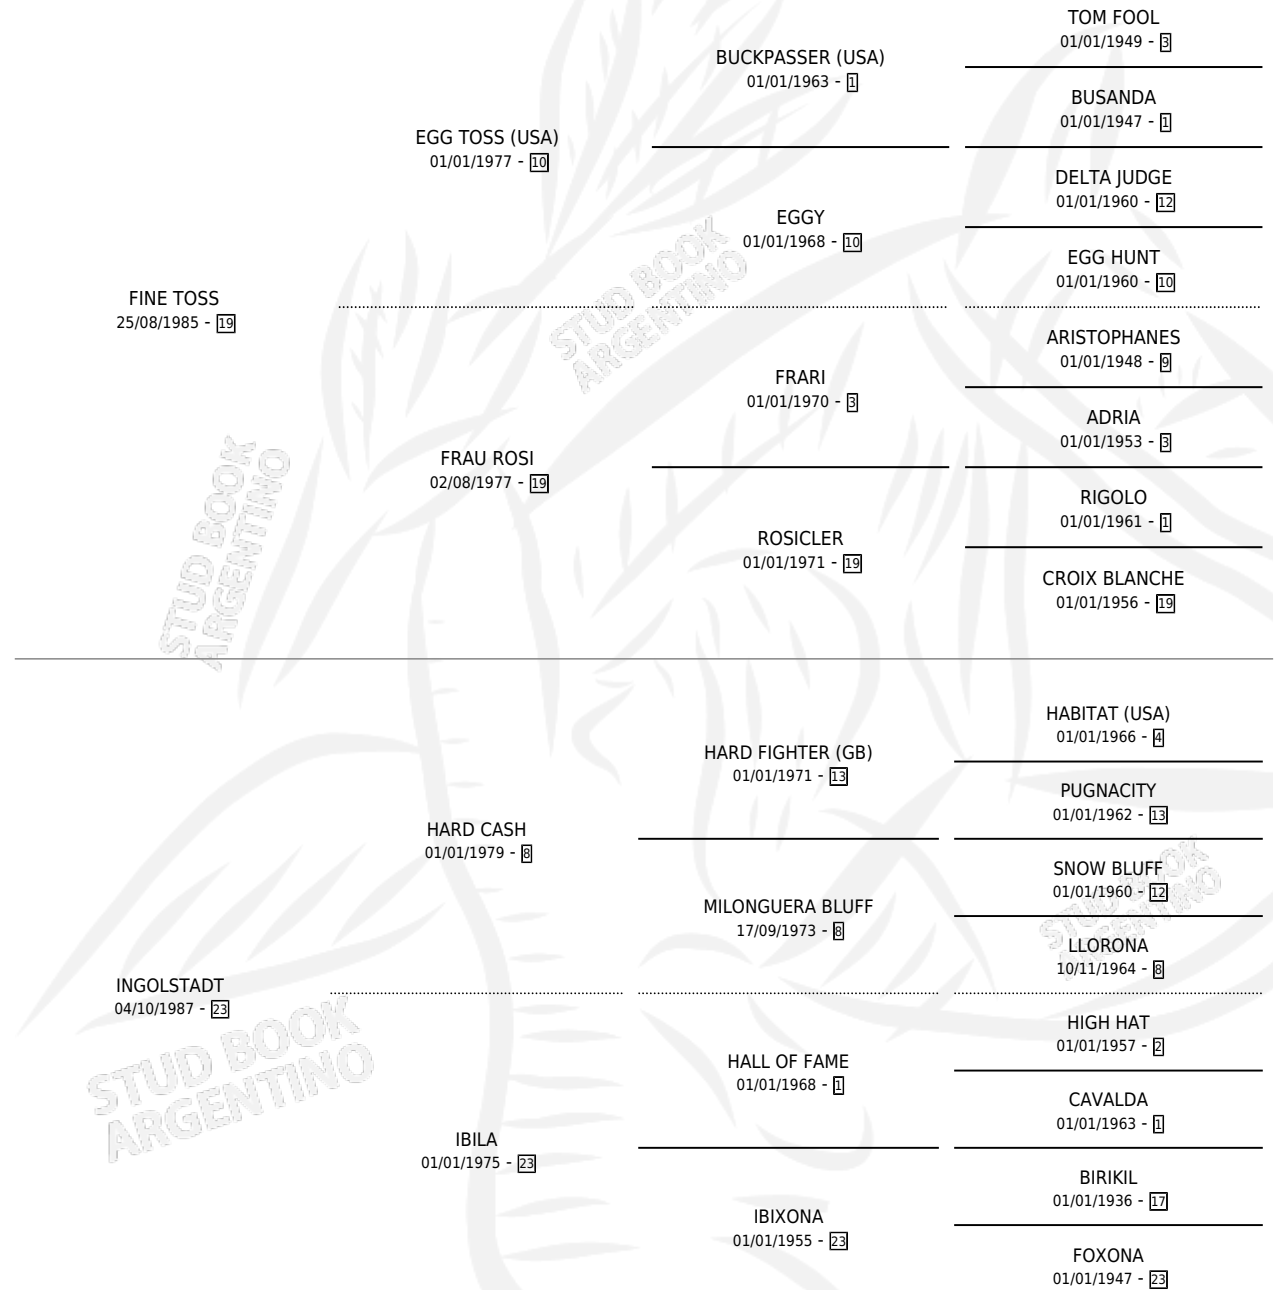 TOM FOOL
01/01/1949 - 3
BUCKPASSER (USA)
01/01/1963 - 1
BUSANDA
01/01/1947 - 1
EGG TOSS (USA)
01/01/1977 - 10
DELTA JUDGE
01/01/1960 - 12
EGGY
01/01/1968 - 10
EGG HUNT
01/01/1960 - 10
FINE TOSS
25/08/1985 - 19
STUD BOOK
ARGENTINO
ARISTOPHANES
01/01/1948 - 9
FRARI
01/01/1970 - 3
ADRIA
01/01/1953 - 3
FRAU ROSI
02/08/1977 - 19
RIGOLO
01/01/1961 - 1
ROSICLER
01/01/1971 - 19
CROIX BLANCHE
01/01/1956 - 19
STUD BOOK
ARGENTINO
HABITAT (USA)
01/01/1966 - 4
HARD FIGHTER (GB)
01/01/1971 - 13
PUGNACITY
01/01/1962 - 13
HARD CASH
01/01/1979 - 8
SNOW BLUFF
01/01/1960 - 12
MILONGUERA BLUFF
17/09/1973 - 8
STUD BOOK
ARGENTINO
LLORONA
10/11/1964 - 8
INGOLSTADT
04/10/1987 - 23
HIGH HAT
01/01/1957 - 2
HALL OF FAME
01/01/1968 - 1
STUD BOOK
ARGENTINO
CAVALDA
01/01/1963 - 1
IBILA
01/01/1975 - 23
BIRIKIL
01/01/1936 - 17
IBIXONA
01/01/1955 - 23
FOXONA
01/01/1947 - 23